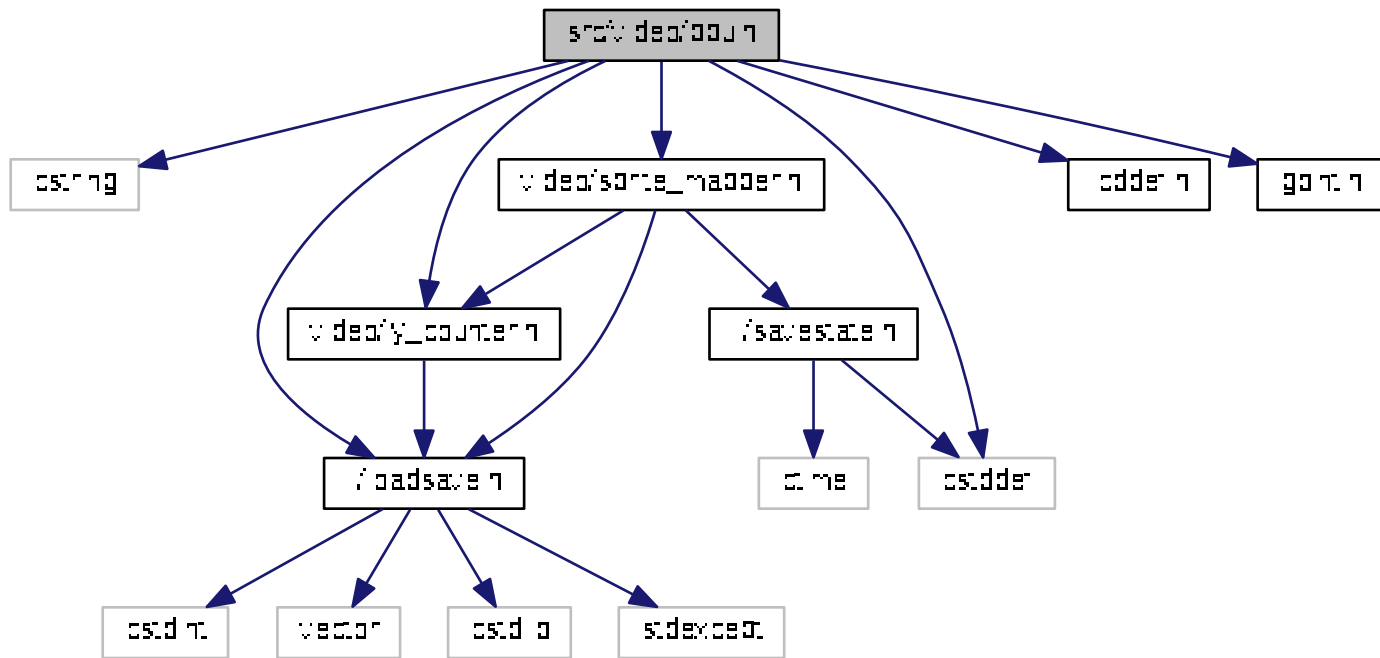 src/video/ppu.h
cstring
video/sprite_mapper.h
lcddef.h
gbint.h
video/ly_counter.h
../savestate.h
../loadsave.h
ctime
cstddef
cstdint
vector
cstdio
stdexcept